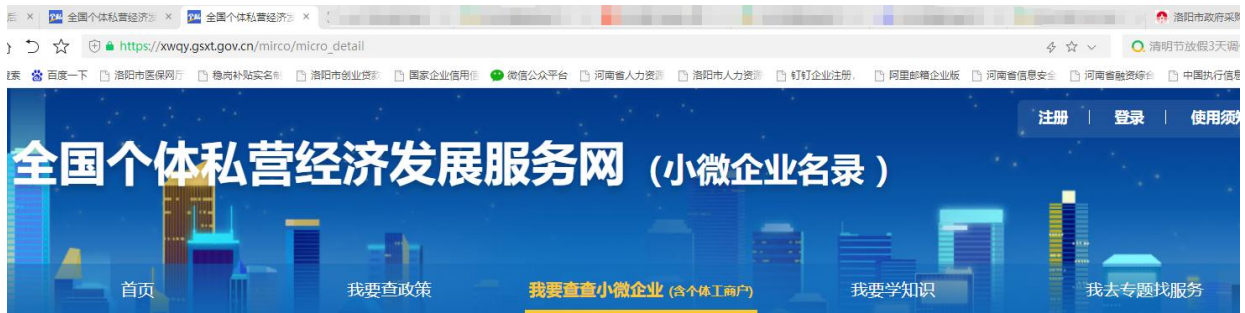 全国个体私营经济发 × 全国个体私营经济发 × 洛阳市政府采购
https://xwqy.gsxt.gov.cn/mirco/micro_detail 清明节放假3天调
百度一下 洛阳市医保网厅 稳岗补贴实名制 洛阳市创业贷款 国家企业信用信 微信公众平台 河南省人力资源 洛阳市人力资源 钉钉企业注册, 阿里邮箱企业版 河南省信息安全 河南省融资综合 中国执行信息
注册 | 登录 | 使用须知
全国个体私营经济发展服务网 (小微企业名录)
首页 我要查政策 我要查查小微企业 (含个体工商户) 我要学知识 我去专题找服务